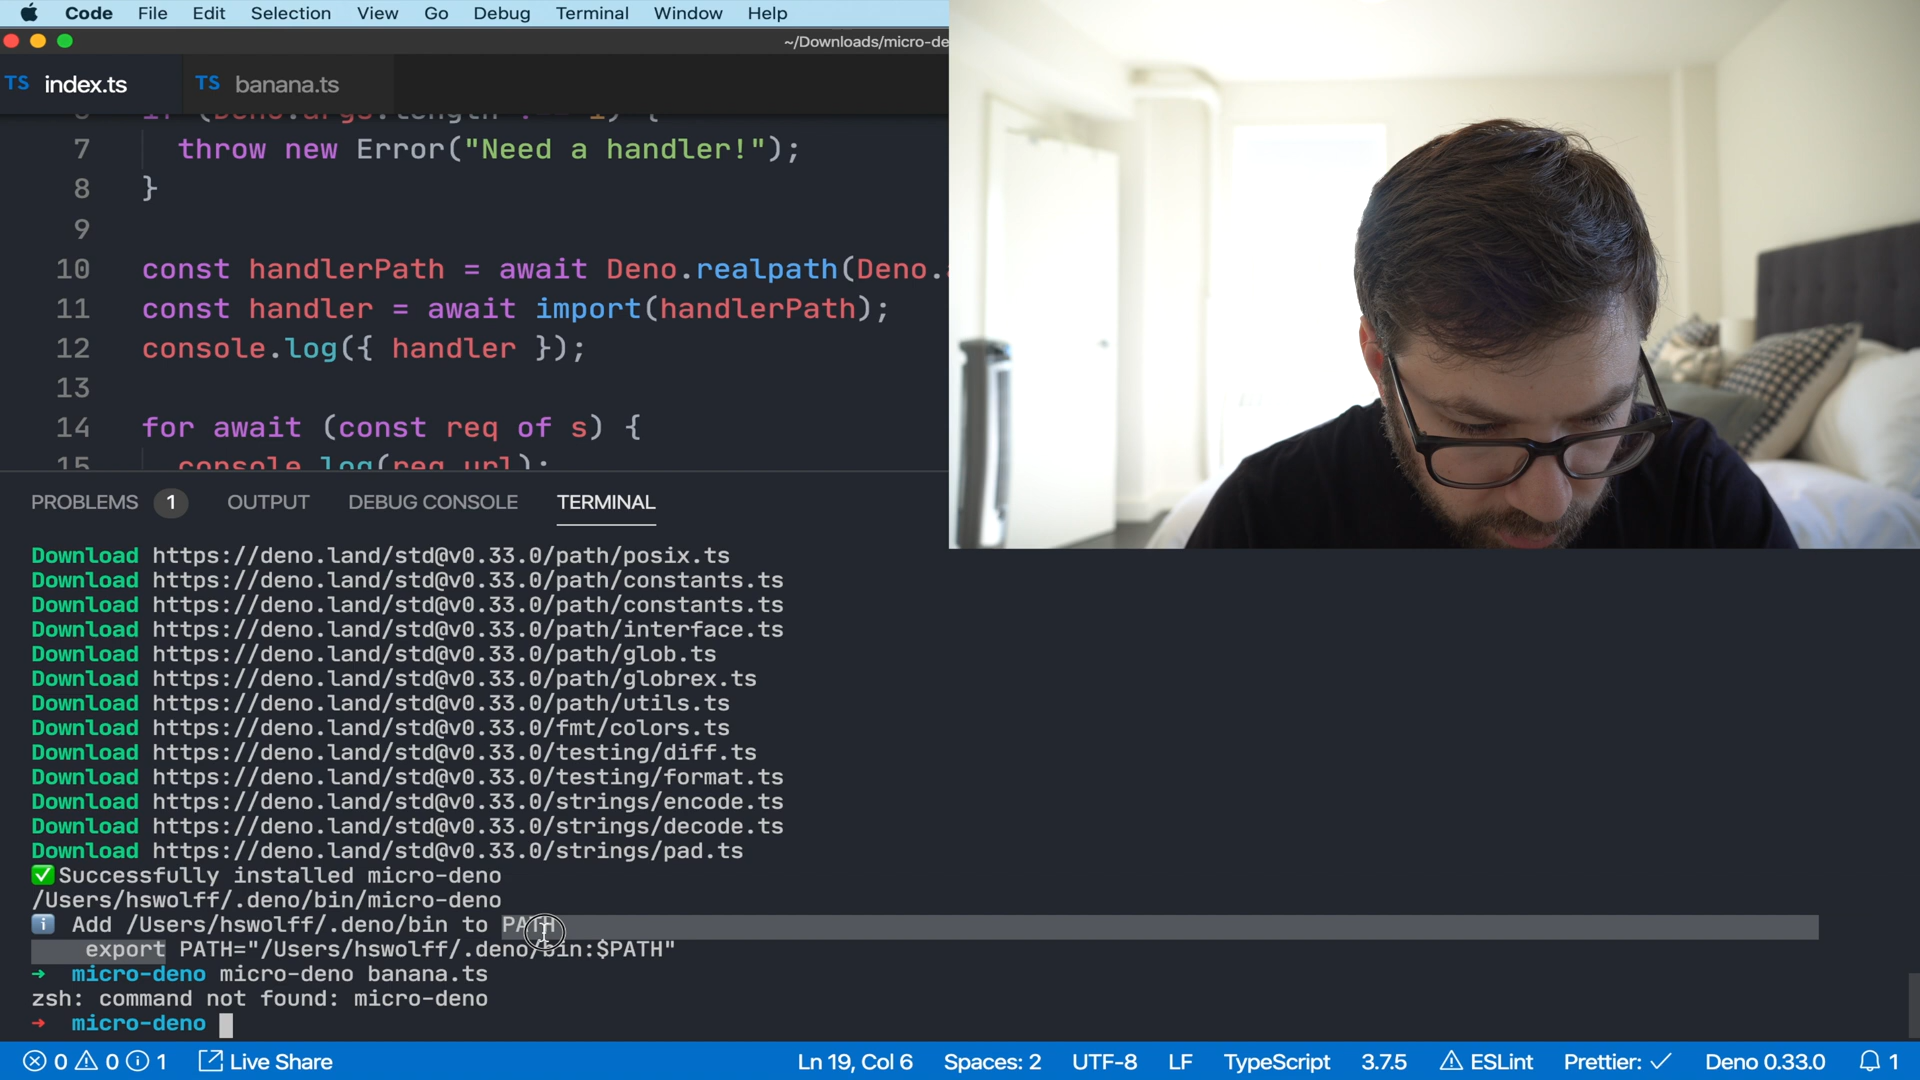 Code File Edit Selection View Go Debug Terminal Window Help
~/Downloads/micro-de
TS index.ts TS banana.ts
7 throw new Error("Need a handler!");
8 }
9
10 const handlerPath = await Deno.realpath(Deno.
11 const handler = await import(handlerPath);
12 console.log({ handler });
13
14 for await (const req of s) {
15 console.log(req.url);
PROBLEMS 1 OUTPUT DEBUG CONSOLE TERMINAL
Download https://deno.land/std@v0.33.0/path/posix.ts
Download https://deno.land/std@v0.33.0/path/constants.ts
Download https://deno.land/std@v0.33.0/path/constants.ts
Download https://deno.land/std@v0.33.0/path/interface.ts
Download https://deno.land/std@v0.33.0/path/glob.ts
Download https://deno.land/std@v0.33.0/path/globrex.ts
Download https://deno.land/std@v0.33.0/path/utils.ts
Download https://deno.land/std@v0.33.0/fmt/colors.ts
Download https://deno.land/std@v0.33.0/testing/diff.ts
Download https://deno.land/std@v0.33.0/testing/format.ts
Download https://deno.land/std@v0.33.0/strings/encode.ts
Download https://deno.land/std@v0.33.0/strings/decode.ts
Download https://deno.land/std@v0.33.0/strings/pad.ts
✅Successfully installed micro-deno
/Users/hswolff/.deno/bin/micro-deno
ℹ️ Add /Users/hswolff/.deno/bin to PATH
export PATH="/Users/hswolff/.deno/bin:$PATH"
→ micro-deno micro-deno banana.ts
zsh: command not found: micro-deno
→ micro-deno
0 0 1 Live Share Ln 19, Col 6 Spaces: 2 UTF-8 LF TypeScript 3.7.5 ESLint Prettier: ✓ Deno 0.33.0 1